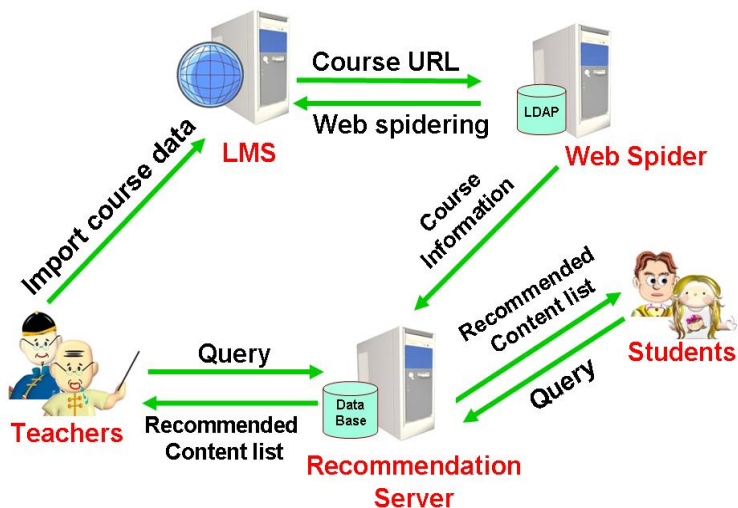 Course URL
LDAP
Web spidering
LMS
Web Spider
Import course data
Course
Information
Recommended
Content list
Students
Query
Query
Data
Base
Teachers
Recommended
Content list
Recommendation
Server